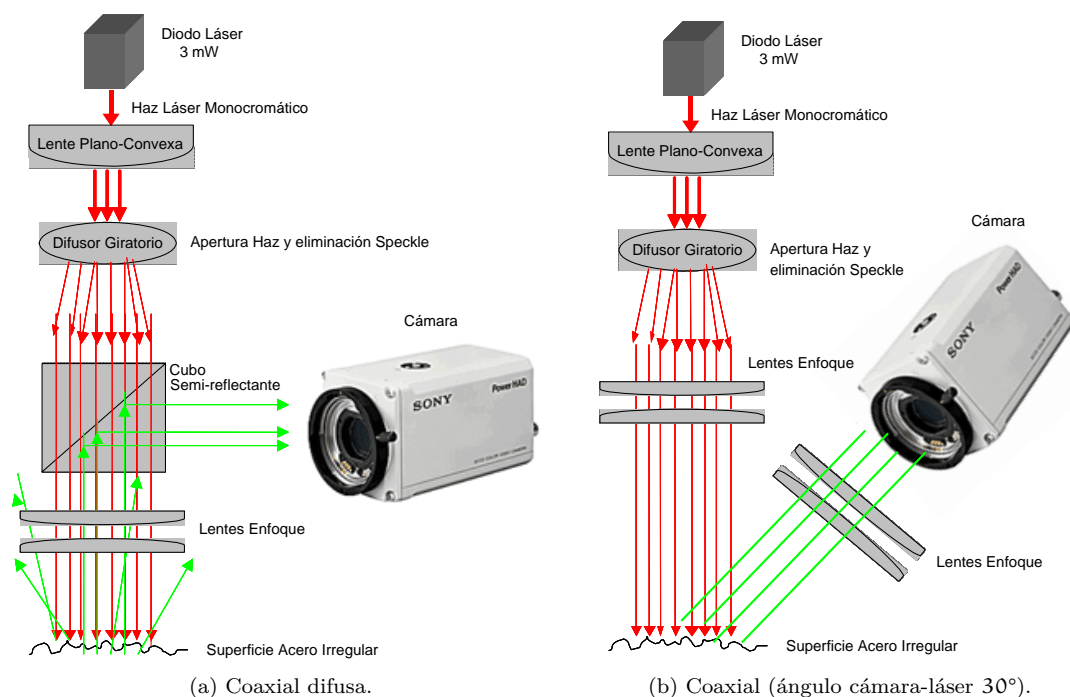 Diodo Láser
3 mW
Haz Láser Monocromático
Lente Plano-Convexa
Difusor Giratorio
Apertura Haz y eliminación Speckle
Cámara
Cubo
Semi-reflectante
SONY
Power HAD
Lentes Enfoque
Superficie Acero Irregular
(a) Coaxial difusa.
Diodo Láser
3 mW
Haz Láser Monocromático
Lente Plano-Convexa
Difusor Giratorio
Apertura Haz y
eliminación Speckle
Cámara
SONY
Power HAD
Lentes Enfoque
Lentes Enfoque
Superficie Acero Irregular
(b) Coaxial (ángulo cámara-láser 30°).